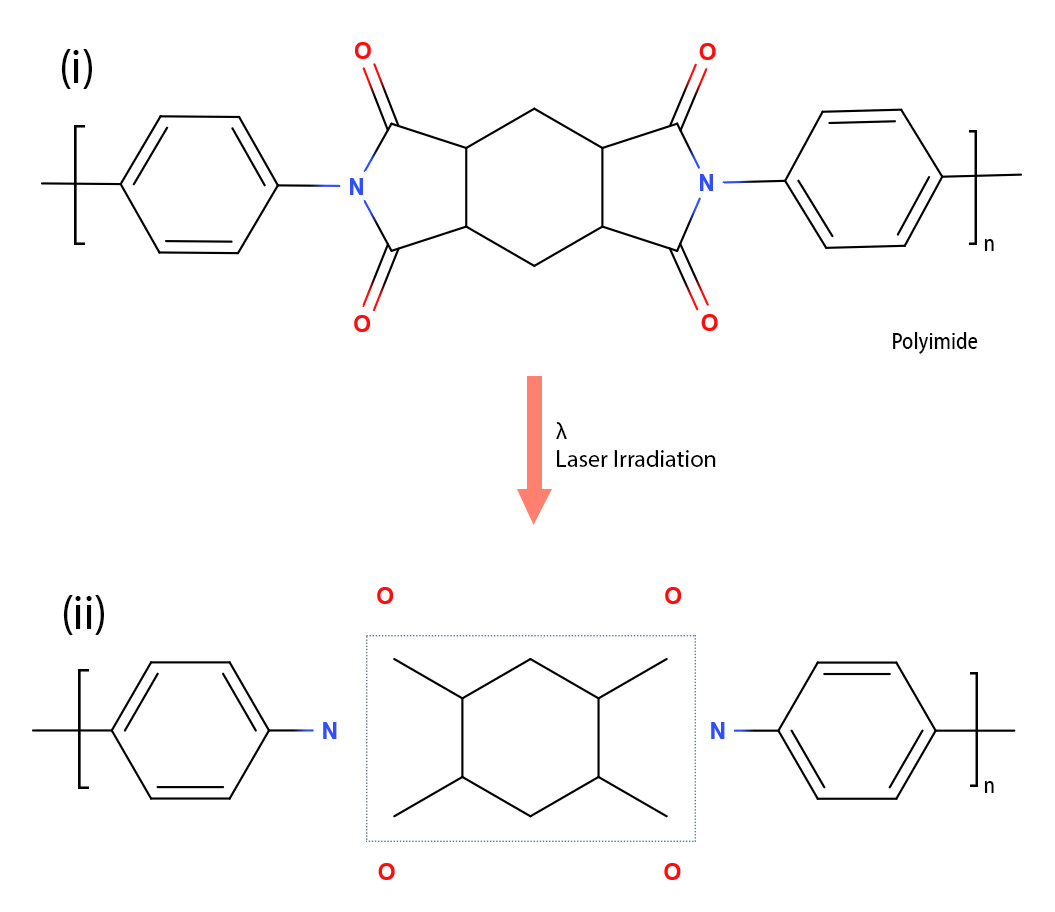 (i)
O O
N N
n
O O
Polyimide
λ
Laser Irradiation
(ii)
O O
N N
n
O O